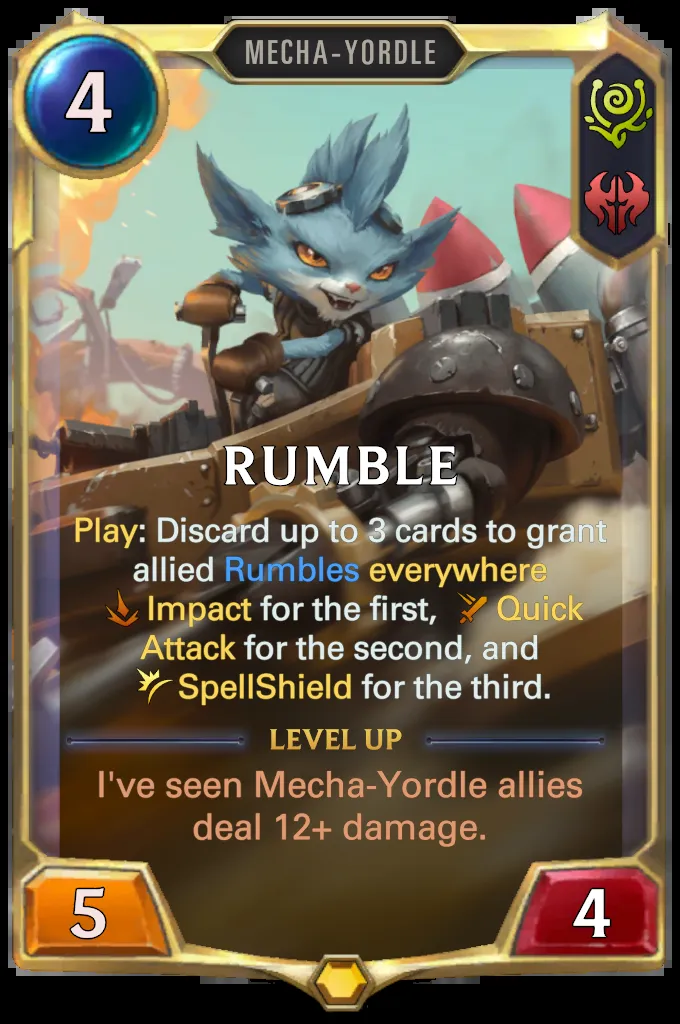 MECHA-YORDLE
4
RUMBLE
Play: Discard up to 3 cards to grant
allied Rumbles everywhere
Impact for the first, Quick
Attack for the second, and
SpellShield for the third.
LEVEL UP
I've seen Mecha-Yordle allies
deal 12+ damage.
5
4